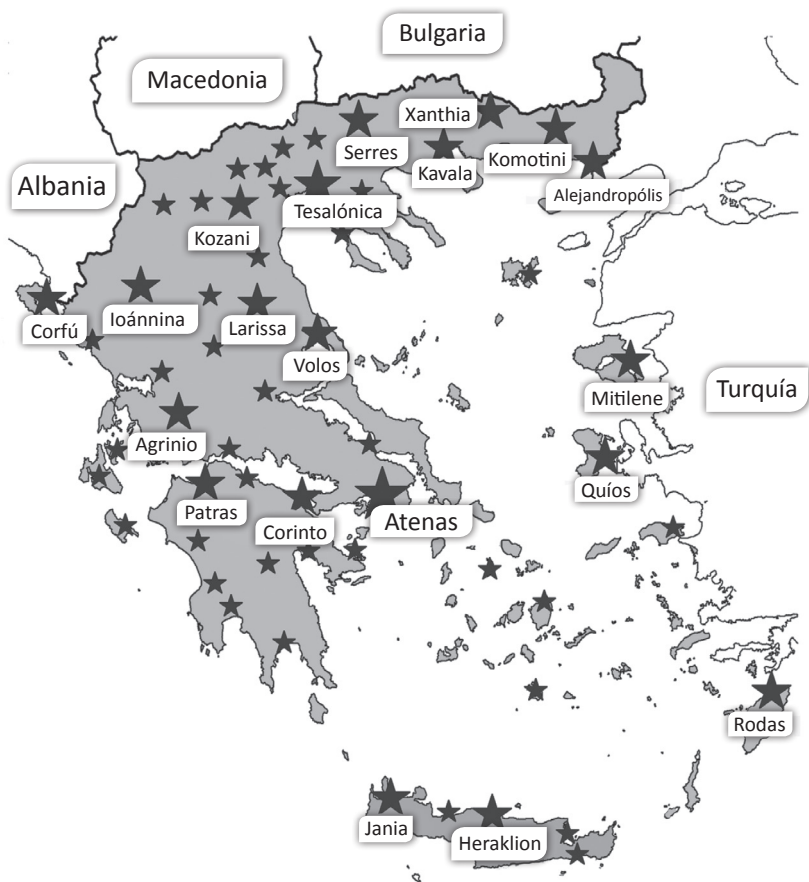 Bulgaria
Macedonia
Xanthia
Serres
Kavala
Komotini
Albania
Alejandropólis
Tesalónica
Kozani
Ioánnina
Corfú
Larissa
Volos
Mitilene
Turquía
Agrinio
Quíos
Patras
Corinto
Atenas
Rodas
Jania
Heraklion